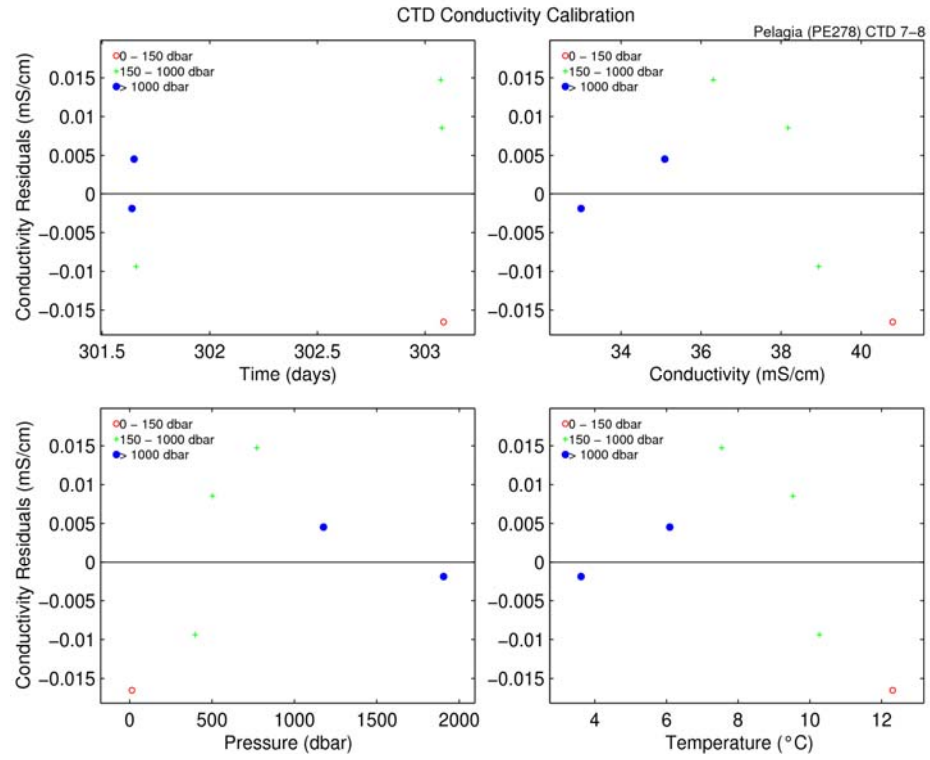 CTD Conductivity Calibration
Pelagia (PE278) CTD 7–8
0 – 150 dbar
150 – 1000 dbar
> 1000 dbar
Conductivity Residuals (mS/cm)
0.015
0.01
0.005
0
−0.005
−0.01
−0.015
301.5 302 302.5 303
Time (days)
0 – 150 dbar
150 – 1000 dbar
> 1000 dbar
0.015
0.01
0.005
0
−0.005
−0.01
−0.015
34 36 38 40
Conductivity (mS/cm)
0 – 150 dbar
150 – 1000 dbar
> 1000 dbar
Conductivity Residuals (mS/cm)
0.015
0.01
0.005
0
−0.005
−0.01
−0.015
0 500 1000 1500 2000
Pressure (dbar)
0 – 150 dbar
150 – 1000 dbar
> 1000 dbar
0.015
0.01
0.005
0
−0.005
−0.01
−0.015
4 6 8 10 12
Temperature (°C)